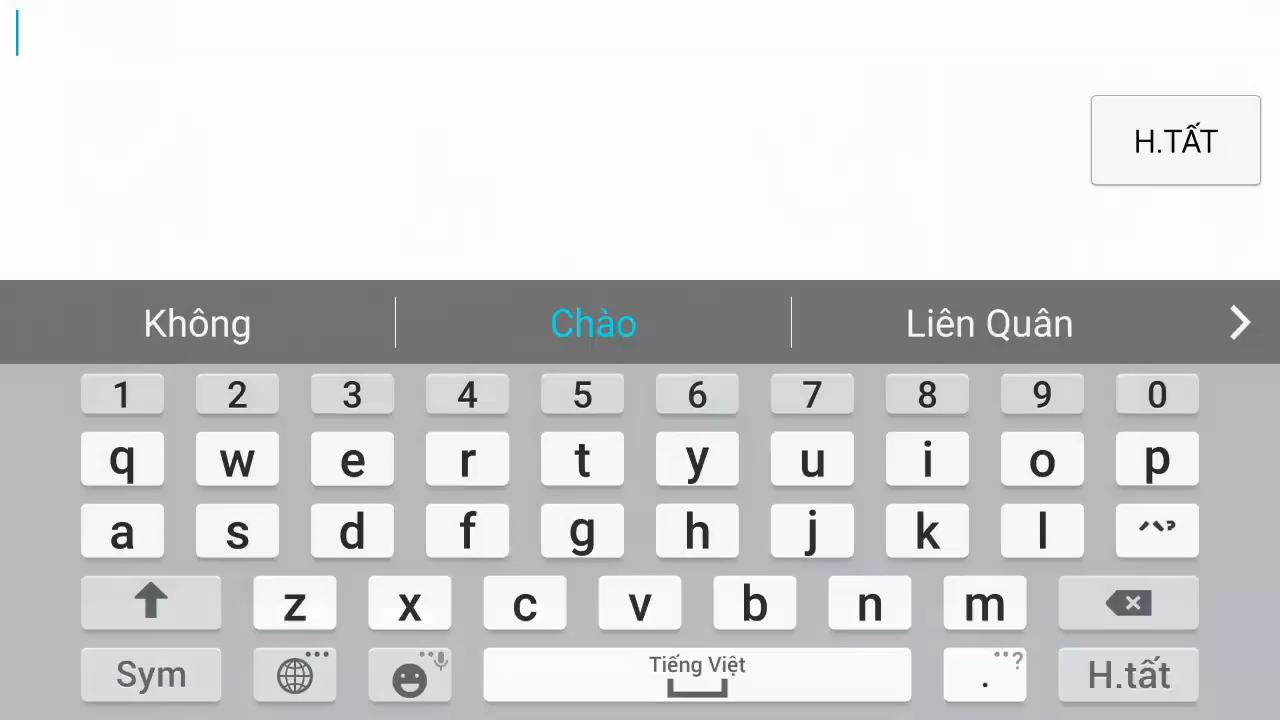 H.TẤT
Không Chào Liên Quân
1 2 3 4 5 6 7 8 9 0
q w e r t y u i o p
a s d f g h j k l
z x c v b n m
Sym Tiếng Việt . ? H.tất